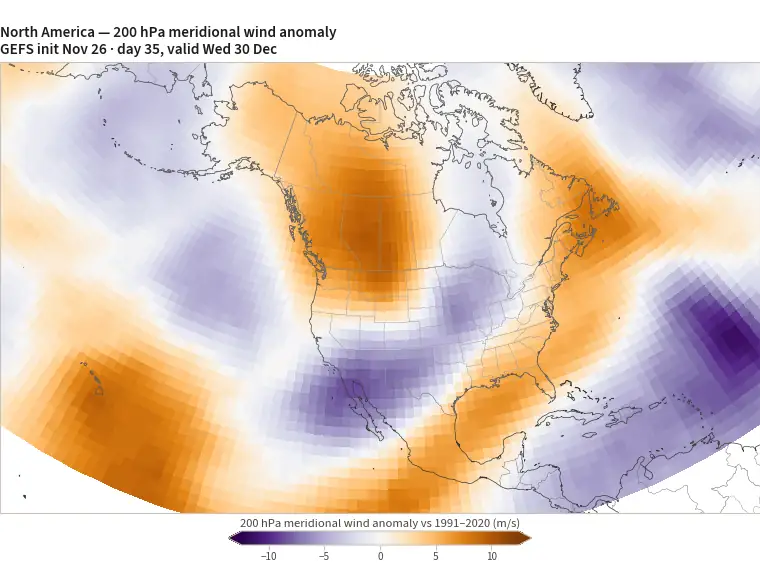 North America — 200 hPa meridional wind anomaly
GEFS init Nov 26 · day 35, valid Wed 30 Dec
200 hPa meridional wind anomaly vs 1991–2020 (m/s)
−10 −5 0 5 10